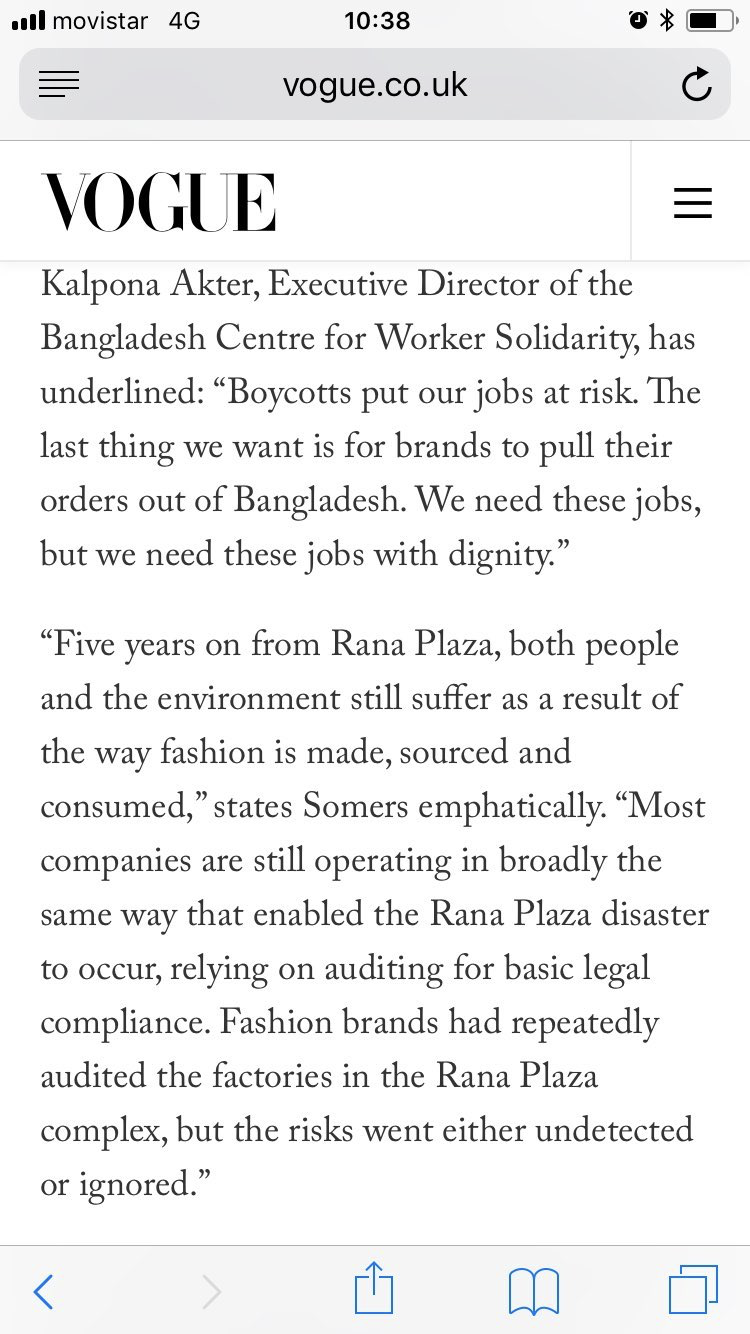 movistar 4G 10:38
vogue.co.uk
VOGUE
Kalpona Akter, Executive Director of the
Bangladesh Centre for Worker Solidarity, has
underlined: “Boycotts put our jobs at risk. The
last thing we want is for brands to pull their
orders out of Bangladesh. We need these jobs,
but we need these jobs with dignity.”
“Five years on from Rana Plaza, both people
and the environment still suffer as a result of
the way fashion is made, sourced and
consumed,” states Somers emphatically. “Most
companies are still operating in broadly the
same way that enabled the Rana Plaza disaster
to occur, relying on auditing for basic legal
compliance. Fashion brands had repeatedly
audited the factories in the Rana Plaza
complex, but the risks went either undetected
or ignored.”